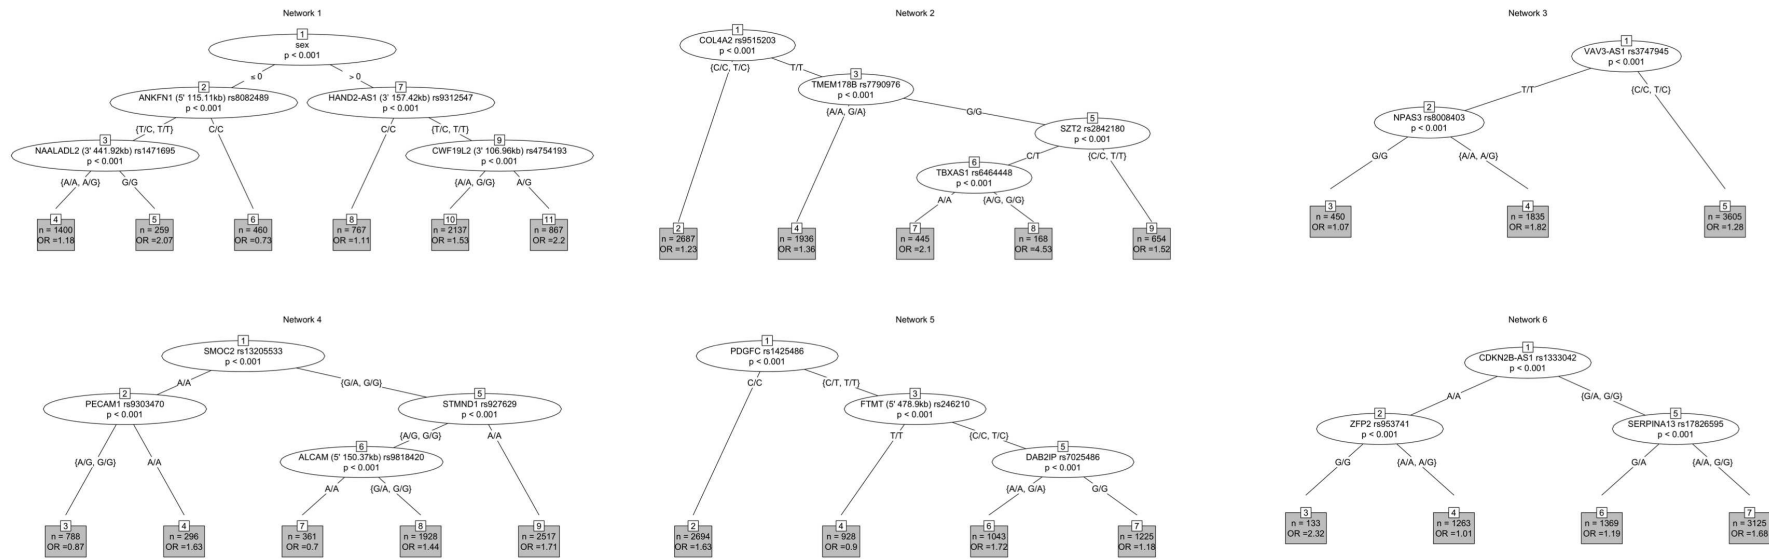 Network 1
1
sex
p < 0.001
≤ 0
> 0
2
ANKFN1 (5' 115.11kb) rs8082489
p < 0.001
7
HAND2-AS1 (3' 157.42kb) rs9312547
p < 0.001
{T/C, T/T}
C/C
C/C
{T/C, T/T}
3
NAALADL2 (3' 441.92kb) rs1471695
p < 0.001
9
CWF19L2 (3' 106.96kb) rs4754193
p < 0.001
{A/A, A/G}
G/G
{A/A, G/G}
A/G
4
n = 1400
OR =1.18
5
n = 259
OR =2.07
6
n = 460
OR =0.73
8
n = 767
OR =1.11
10
n = 2137
OR =1.53
11
n = 867
OR =2.2
Network 2
1
COL4A2 rs9515203
p < 0.001
{C/C, T/C}
T/T
3
TMEM178B rs7790976
p < 0.001
{A/A, G/A}
G/G
5
SZT2 rs2842180
p < 0.001
C/T
{C/C, T/T}
6
TBXAS1 rs6464448
p < 0.001
A/A
{A/G, G/G}
2
n = 2687
OR =1.23
4
n = 1936
OR =1.36
7
n = 445
OR =2.1
8
n = 168
OR =4.53
9
n = 654
OR =1.52
Network 3
1
VAV3-AS1 rs3747945
p < 0.001
T/T
{C/C, T/C}
2
NPAS3 rs8008403
p < 0.001
G/G
{A/A, A/G}
3
n = 450
OR =1.07
4
n = 1835
OR =1.82
5
n = 3605
OR =1.28
Network 4
1
SMOC2 rs13205533
p < 0.001
A/A
{G/A, G/G}
2
PECAM1 rs9303470
p < 0.001
5
STMND1 rs927629
p < 0.001
{A/G, G/G}
A/A
{A/G, G/G}
A/A
6
ALCAM (5' 150.37kb) rs9818420
p < 0.001
A/A
{G/A, G/G}
3
n = 788
OR =0.87
4
n = 296
OR =1.63
7
n = 361
OR =0.7
8
n = 1928
OR =1.44
9
n = 2517
OR =1.71
Network 5
1
PDGFC rs1425486
p < 0.001
C/C
{C/T, T/T}
3
FTMT (5' 478.9kb) rs246210
p < 0.001
T/T
{C/C, T/C}
5
DAB2IP rs7025486
p < 0.001
{A/A, G/A}
G/G
2
n = 2694
OR =1.63
4
n = 928
OR =0.9
6
n = 1043
OR =1.72
7
n = 1225
OR =1.18
Network 6
1
CDKN2B-AS1 rs1333042
p < 0.001
A/A
{G/A, G/G}
2
ZFP2 rs953741
p < 0.001
5
SERPINA13 rs17826595
p < 0.001
G/G
{A/A, A/G}
G/A
{A/A, G/G}
3
n = 133
OR =2.32
4
n = 1263
OR =1.01
6
n = 1369
OR =1.19
7
n = 3125
OR =1.68